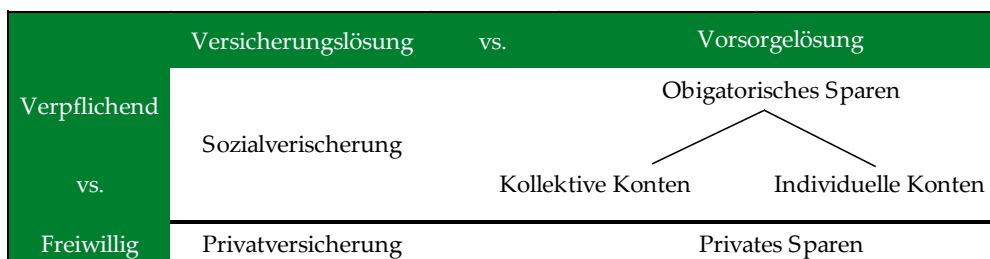 Versicherungslösung vs. Vorsorgelösung
Verpflichend
Obigatorisches Sparen
Sozialverischerung
vs.
Kollektive Konten Individuelle Konten
Freiwillig Privatversicherung Privates Sparen